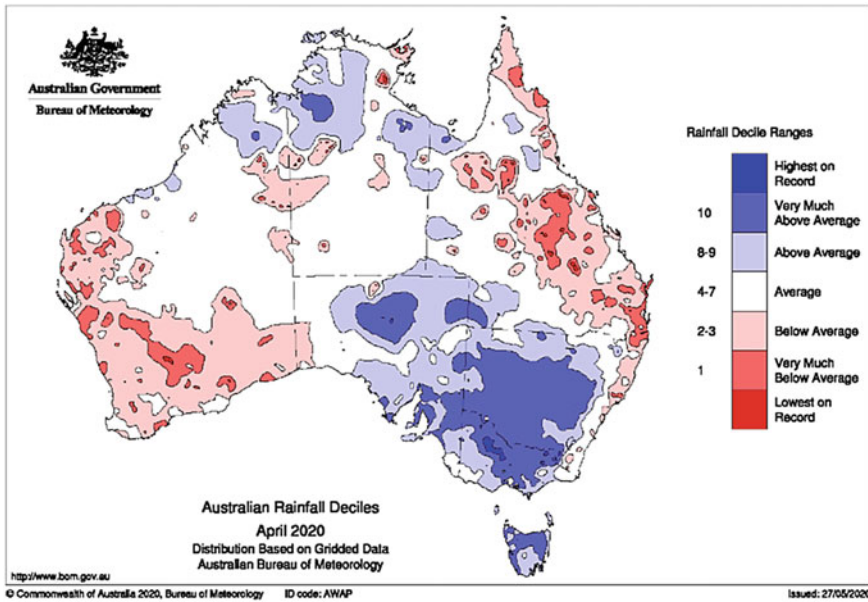 Australian Government
Bureau of Meteorology
Rainfall Decile Ranges
Highest on
Record
10
Very Much
Above Average
8-9
Above Average
4-7
Average
2-3
Below Average
1
Very Much
Below Average
Lowest on
Record
Australian Rainfall Deciles
April 2020
Distribution Based on Gridded Data
Australian Bureau of Meteorology
http://www.bom.gov.au
© Commonwealth of Australia 2020, Bureau of Meteorology ID code: AWAP
Issued: 27/05/202